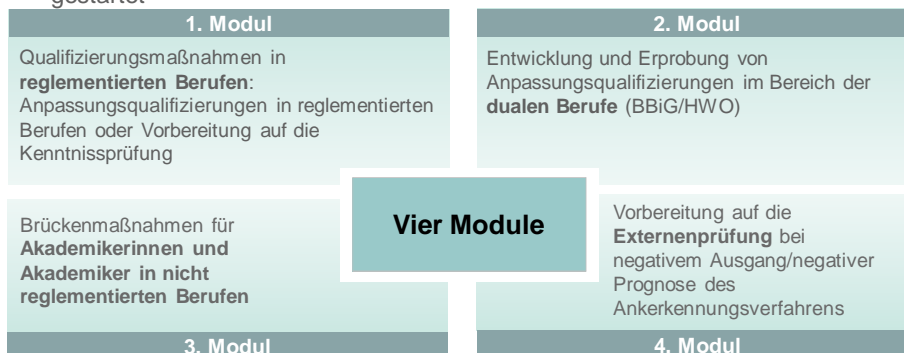 gestartet
1. Modul
Qualifizierungsmaßnahmen in
reglementierten Berufen:
Anpassungsqualifizierungen in reglementierten
Berufen oder Vorbereitung auf die
Kenntnissprüfung
2. Modul
Entwicklung und Erprobung von
Anpassungsqualifizierungen im Bereich der
dualen Berufe (BBiG/HWO)
Vier Module
Brückenmaßnahmen für
Akademikerinnen und
Akademiker in nicht
reglementierten Berufen
3. Modul
Vorbereitung auf die
Externenprüfung bei
negativem Ausgang/negativer
Prognose des
Ankerkennungsverfahrens
4. Modul